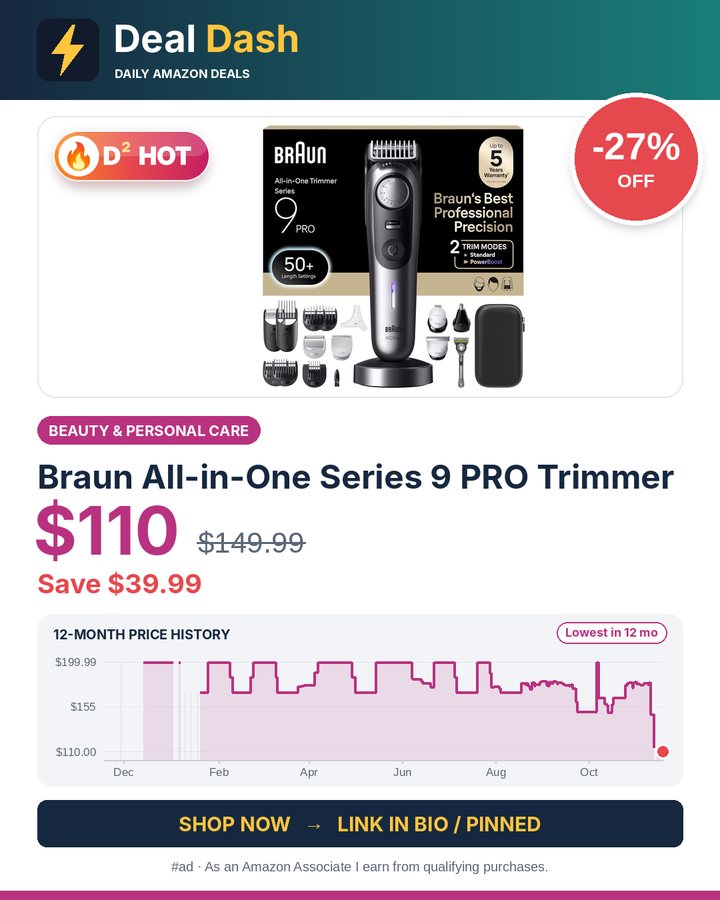 Deal Dash
DAILY AMAZON DEALS
-27%
OFF
D² HOT
BRAUN
All-in-One Trimmer
Series
9 PRO
50+
Length Settings
Up to
5
Years
Warranty
Braun's Best
Professional
Precision
2 TRIM MODES
Standard
PowerBoost
BRAUN
BEAUTY & PERSONAL CARE
Braun All-in-One Series 9 PRO Trimmer
$110 $149.99
Save $39.99
12-MONTH PRICE HISTORY
Lowest in 12 mo
$199.99
$155
$110.00
Dec Feb Apr Jun Aug Oct
SHOP NOW → LINK IN BIO / PINNED
#ad · As an Amazon Associate I earn from qualifying purchases.